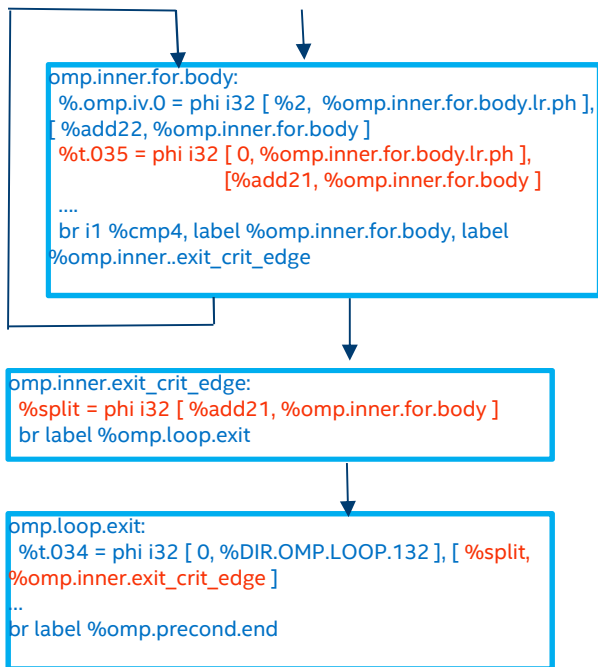 omp.inner.for.body:
%.omp.iv.0 = phi i32 [ %2, %omp.inner.for.body.lr.ph ],
[ %add22, %omp.inner.for.body ]
%t.035 = phi i32 [ 0, %omp.inner.for.body.lr.ph ],
[%add21, %omp.inner.for.body ]
....
br i1 %cmp4, label %omp.inner.for.body, label
%omp.inner..exit_crit_edge
omp.inner.exit_crit_edge:
%split = phi i32 [ %add21, %omp.inner.for.body ]
br label %omp.loop.exit
omp.loop.exit:
%t.034 = phi i32 [ 0, %DIR.OMP.LOOP.132 ], [ %split,
%omp.inner.exit_crit_edge ]
...
br label %omp.precond.end